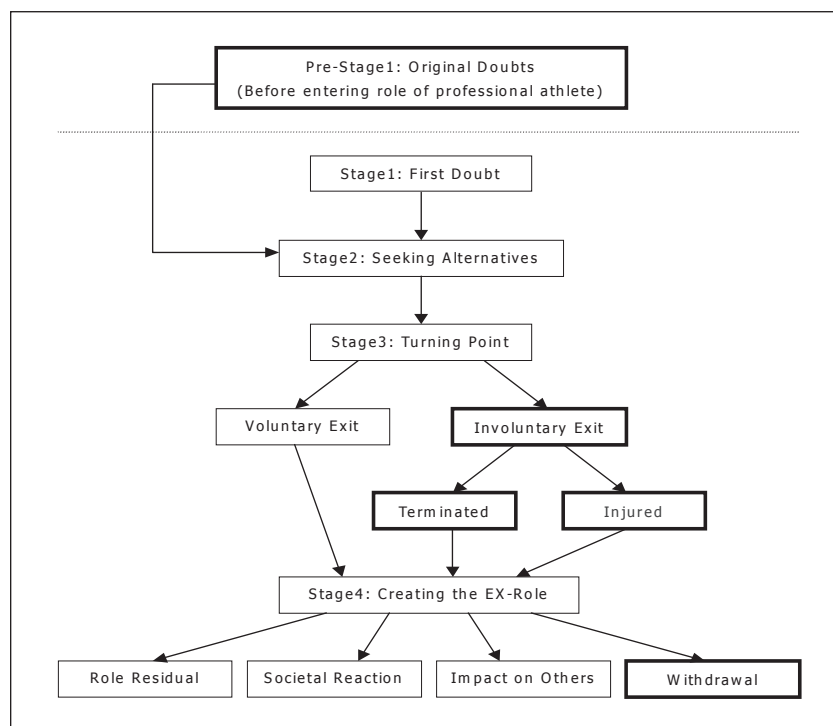 Pre-Stage1: Original Doubts
(Before entering role of professional athlete)
Stage1: First Doubt
Stage2: Seeking Alternatives
Stage3: Turning Point
Voluntary Exit
Involuntary Exit
Terminated
Injured
Stage4: Creating the EX-Role
Role Residual
Societal Reaction
Impact on Others
Withdrawal